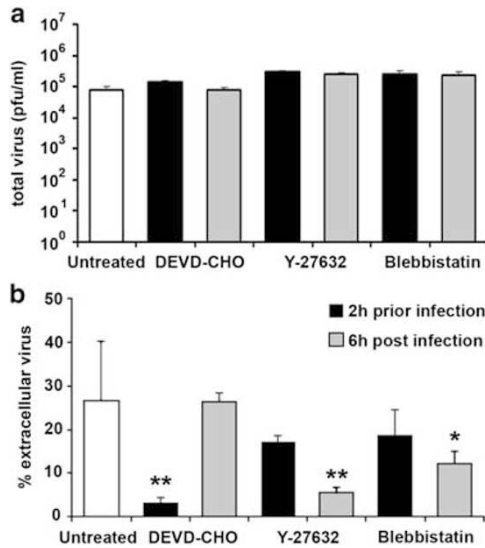 a
total virus (pfu/ml)
10⁷
10⁶
10⁵
10⁴
10³
10²
10¹
10⁰
Untreated DEVD-CHO Y-27632 Blebbistatin
b
% extracellular virus
50
40
30
20
10
0
2h prior infection
6h post infection
** ** *
Untreated DEVD-CHO Y-27632 Blebbistatin